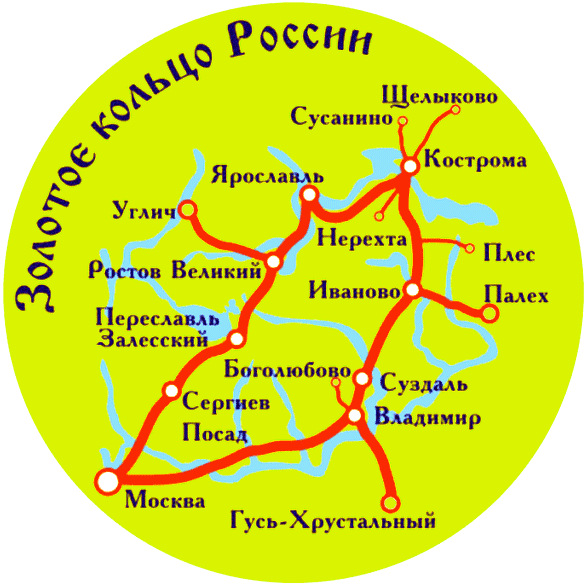 Золотое кольцо России
Щелыково
Сусанино
Кострома
Ярославль
Углич
Нерехта
Плес
Ростов Великий
Иваново
Палех
Переславль
Залесский
Боголюбово
Суздаль
Сергиев
Посад
Владимир
Москва
Гусь-Хрустальный